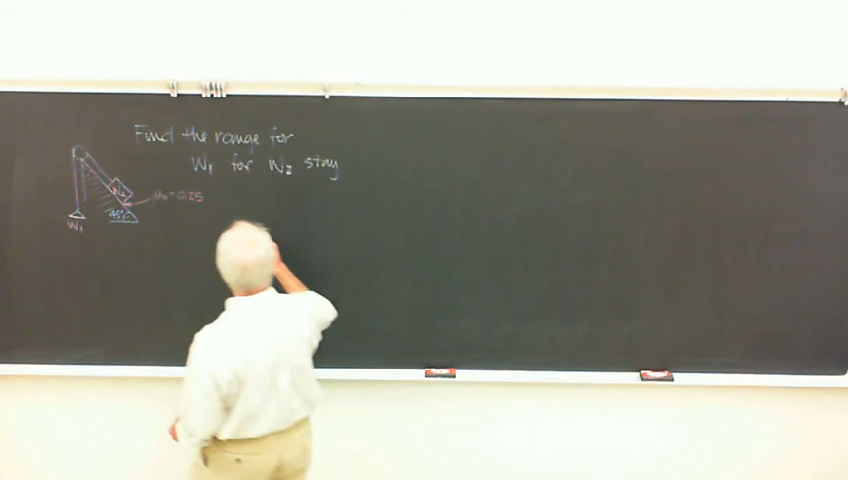 Find the range for
W₁ for W₂ stay
W₂
μₛ = 0.25
45°
W₁